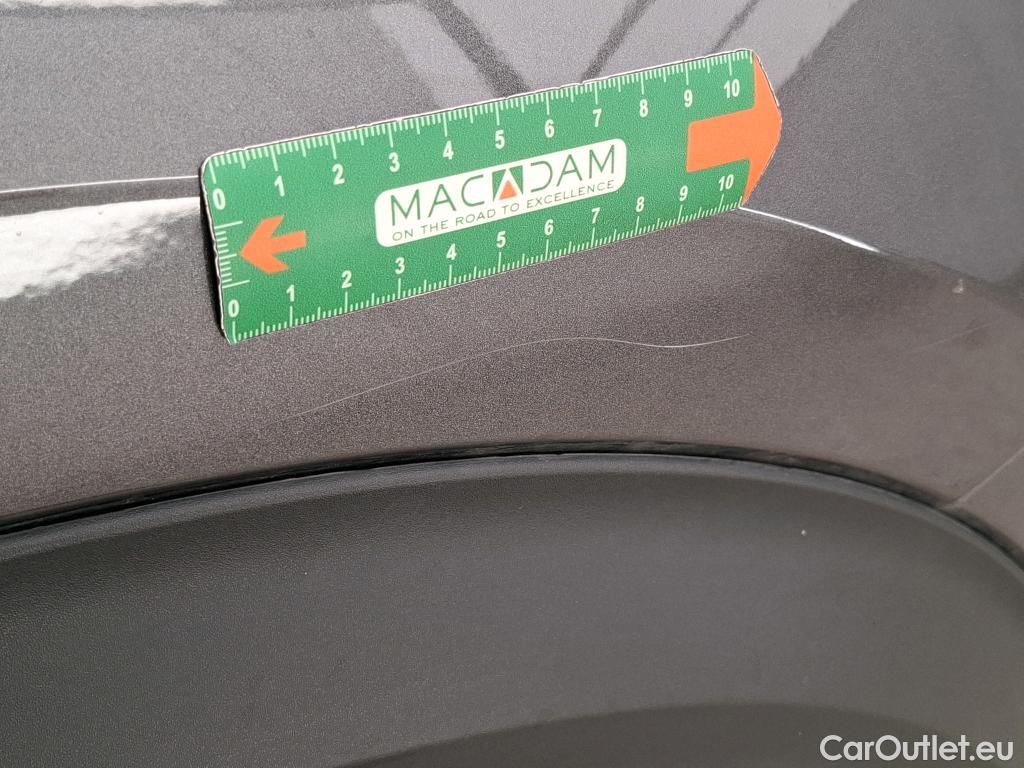 0 1 2 3 4 5 6 7 8 9 10
MACADAM
ON THE ROAD TO EXCELLENCE
0 1 2 3 4 5 6 7 8 9 10
CarOutlet.eu